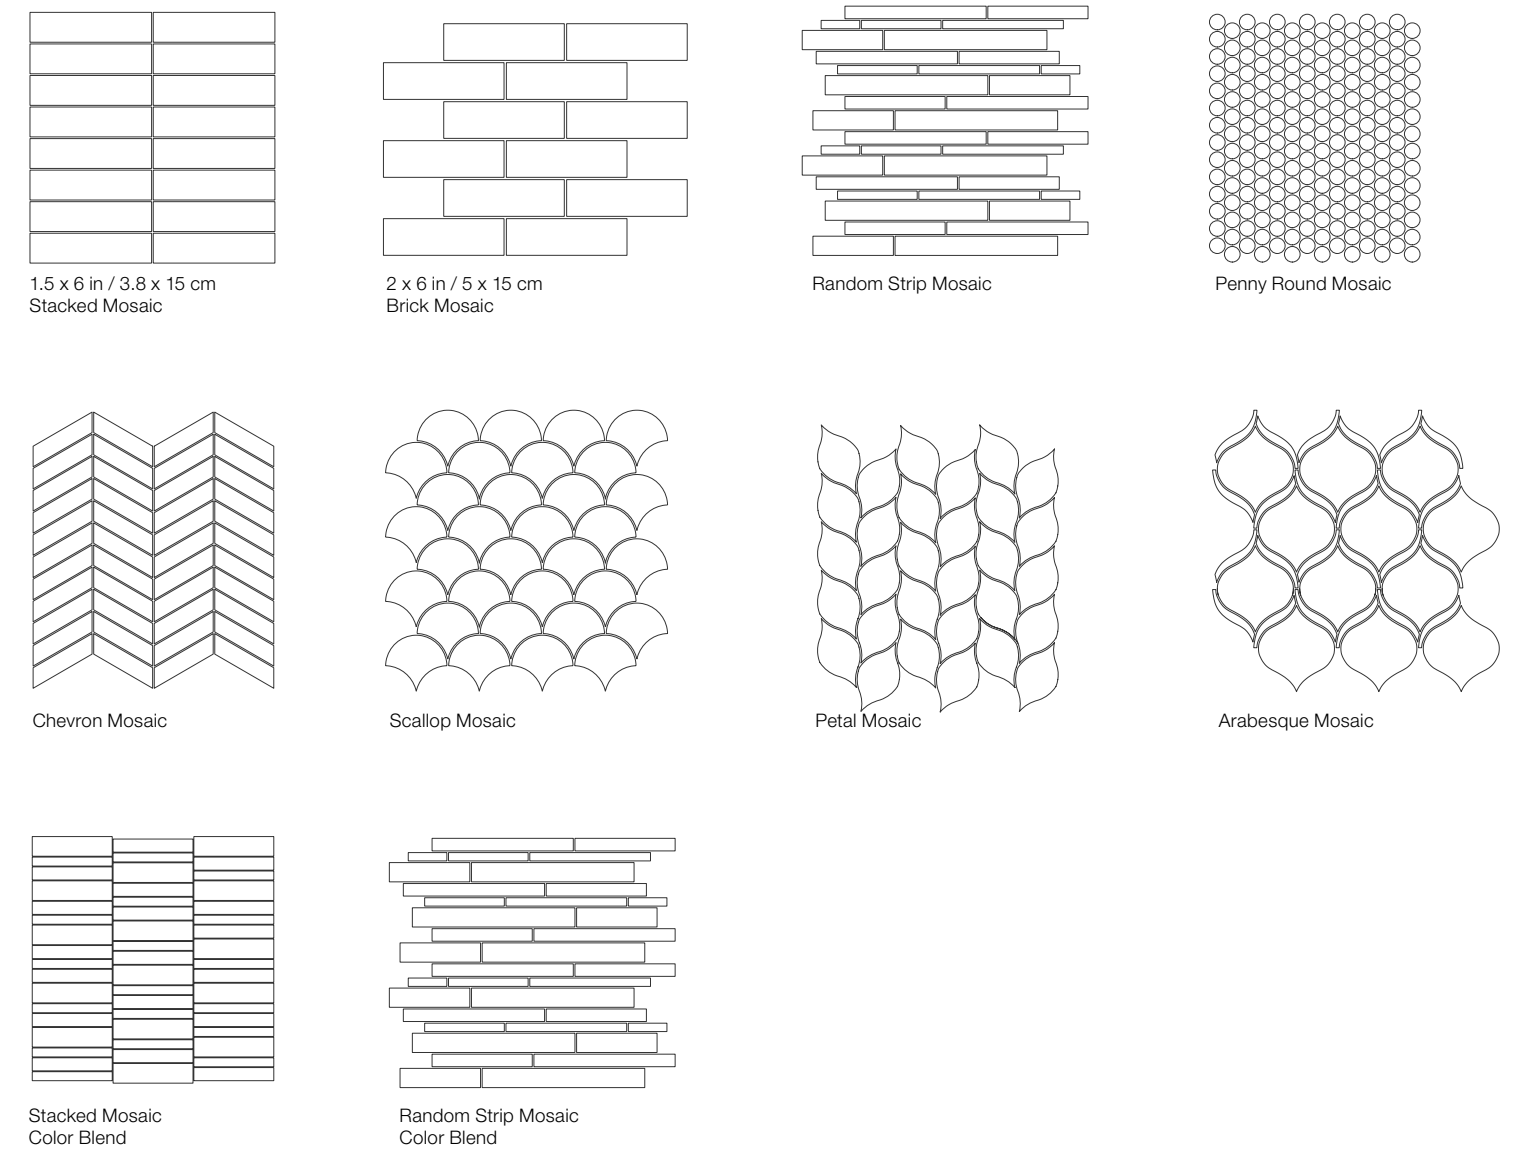 1.5 x 6 in / 3.8 x 15 cm
Stacked Mosaic
2 x 6 in / 5 x 15 cm
Brick Mosaic
Random Strip Mosaic
Penny Round Mosaic
Chevron Mosaic
Scallop Mosaic
Petal Mosaic
Arabesque Mosaic
Stacked Mosaic
Color Blend
Random Strip Mosaic
Color Blend